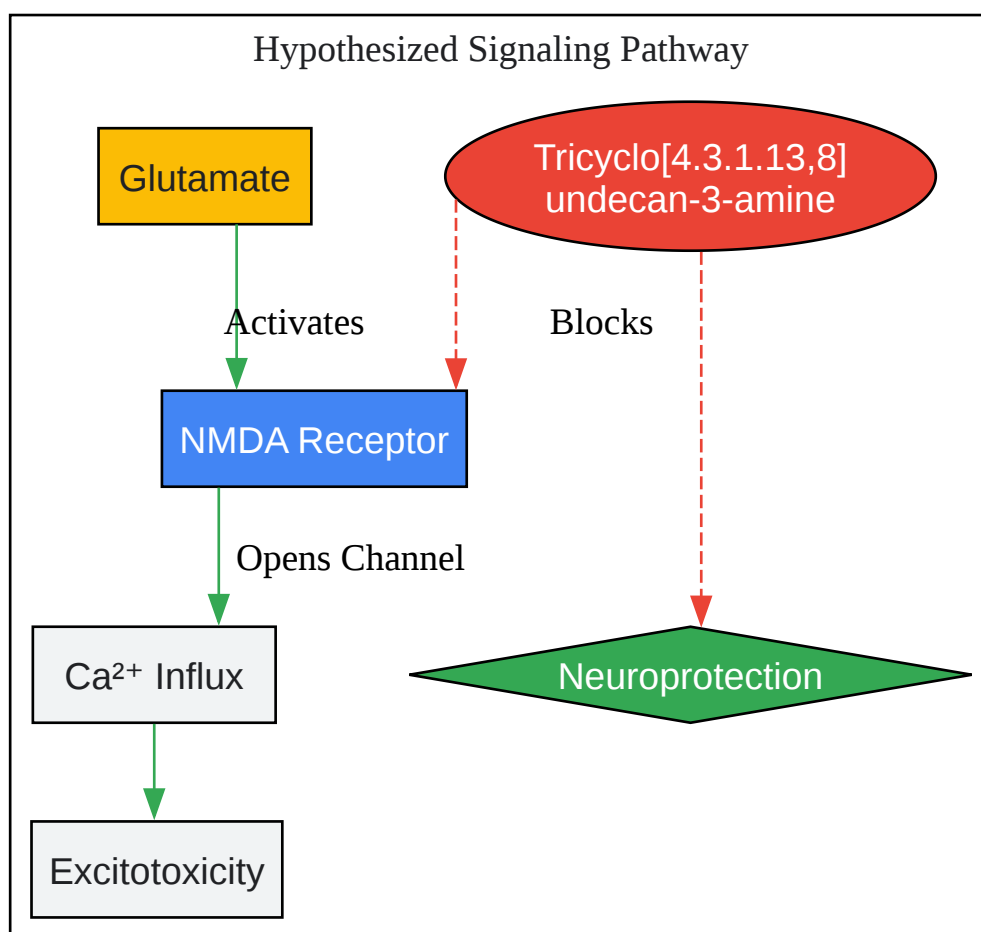 Hypothesized Signaling Pathway
Glutamate
Tricyclo[4.3.1.13,8]
undecan-3-amine
Activates
Blocks
NMDA Receptor
Opens Channel
Ca²⁺ Influx
Neuroprotection
Excitotoxicity